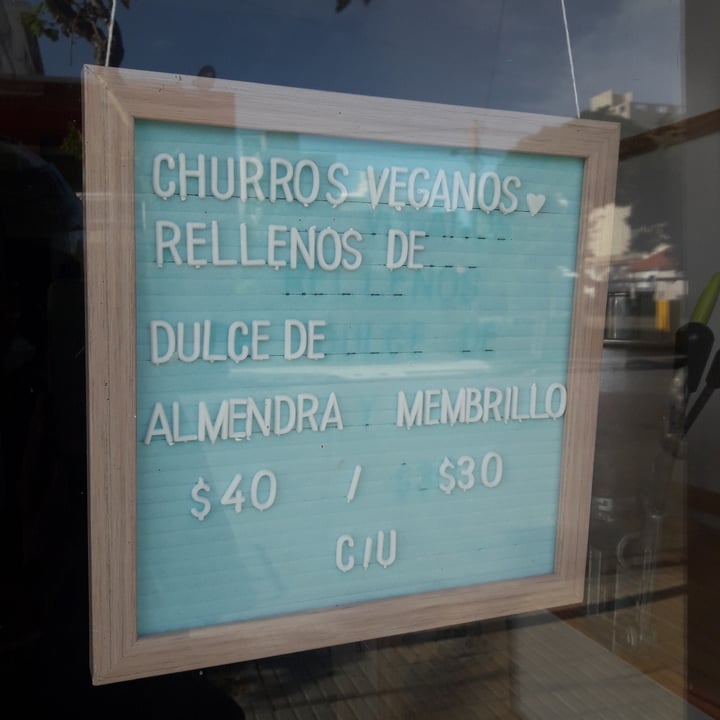 CHURROS VEGANOS ♥
RELLENOS DE
DULCE DE
ALMENDRA MEMBRILLO
$40 / $30
C/U